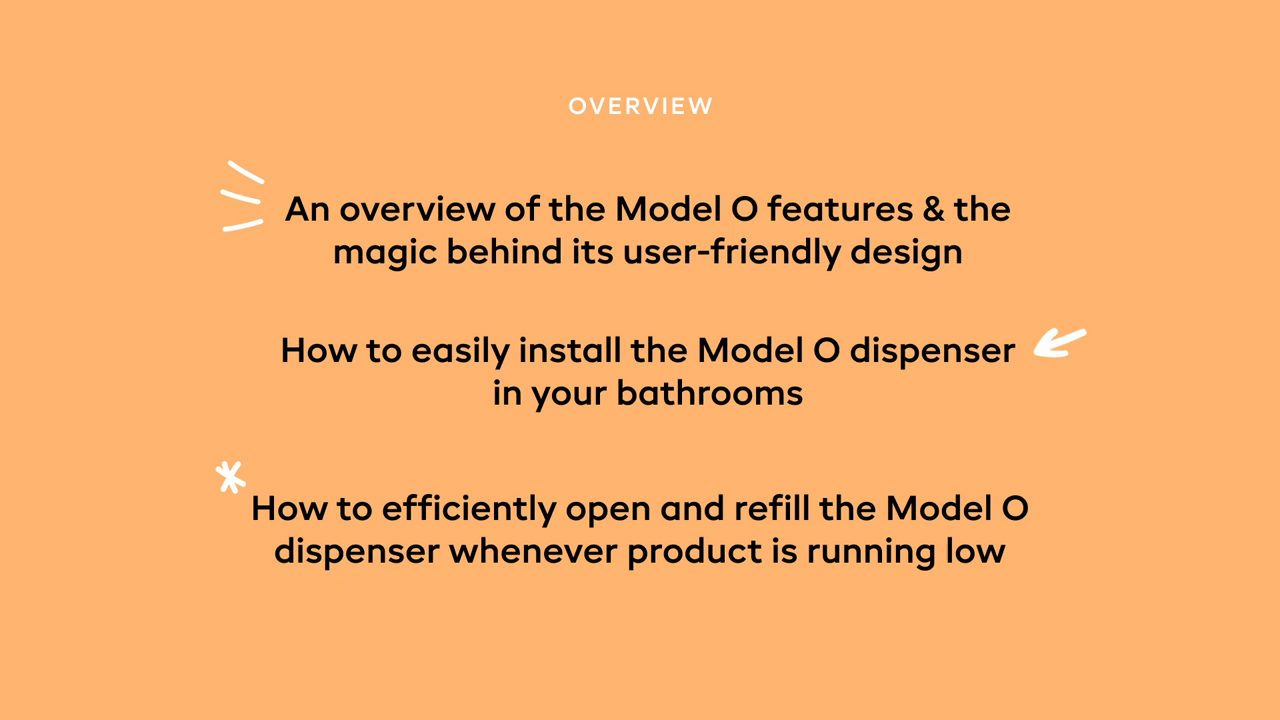 OVERVIEW
An overview of the Model O features & the
magic behind its user-friendly design
How to easily install the Model O dispenser
in your bathrooms
How to efficiently open and refill the Model O
dispenser whenever product is running low